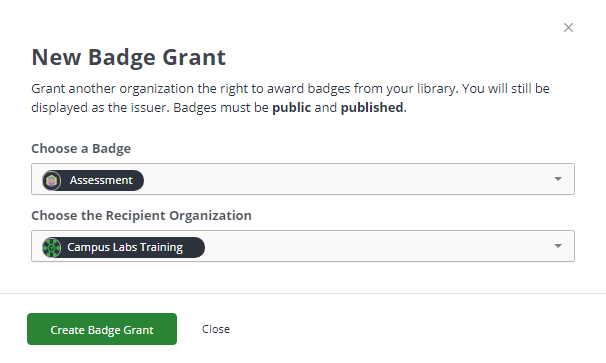 ×
New Badge Grant
Grant another organization the right to award badges from your library. You will still be
displayed as the issuer. Badges must be public and published.
Choose a Badge
Assessment
Choose the Recipient Organization
Campus Labs Training
Create Badge Grant
Close